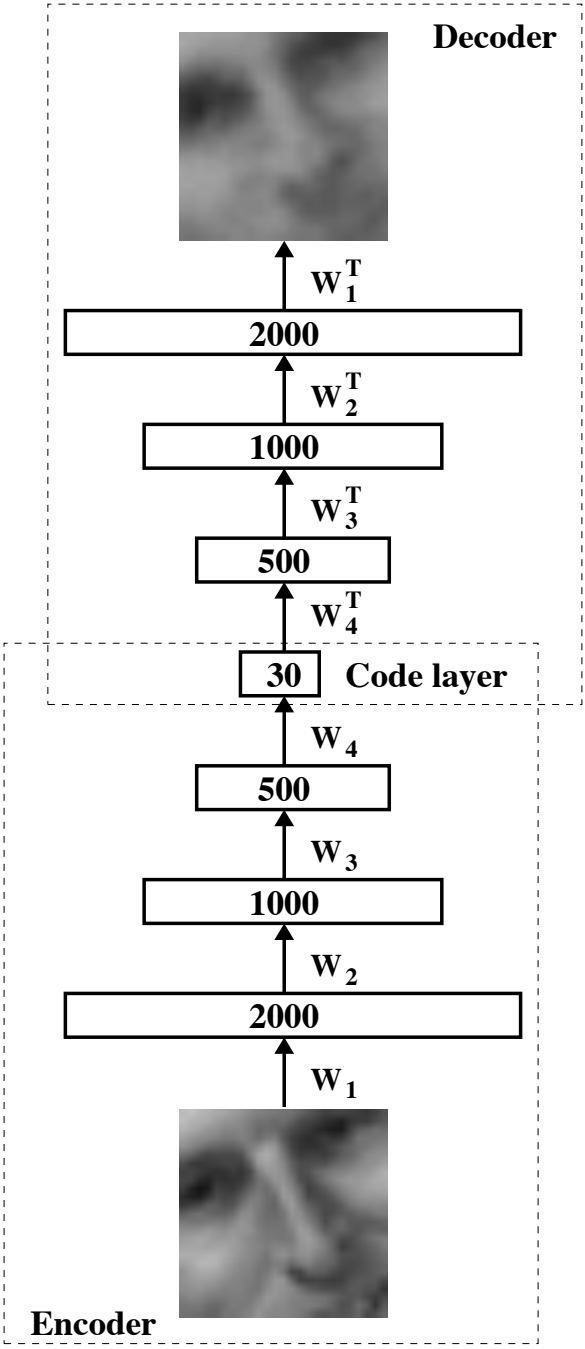 Decoder
W₁ᵀ
2000
W₂ᵀ
1000
W₃ᵀ
500
W₄ᵀ
30 Code layer
W₄
500
W₃
1000
W₂
2000
W₁
Encoder